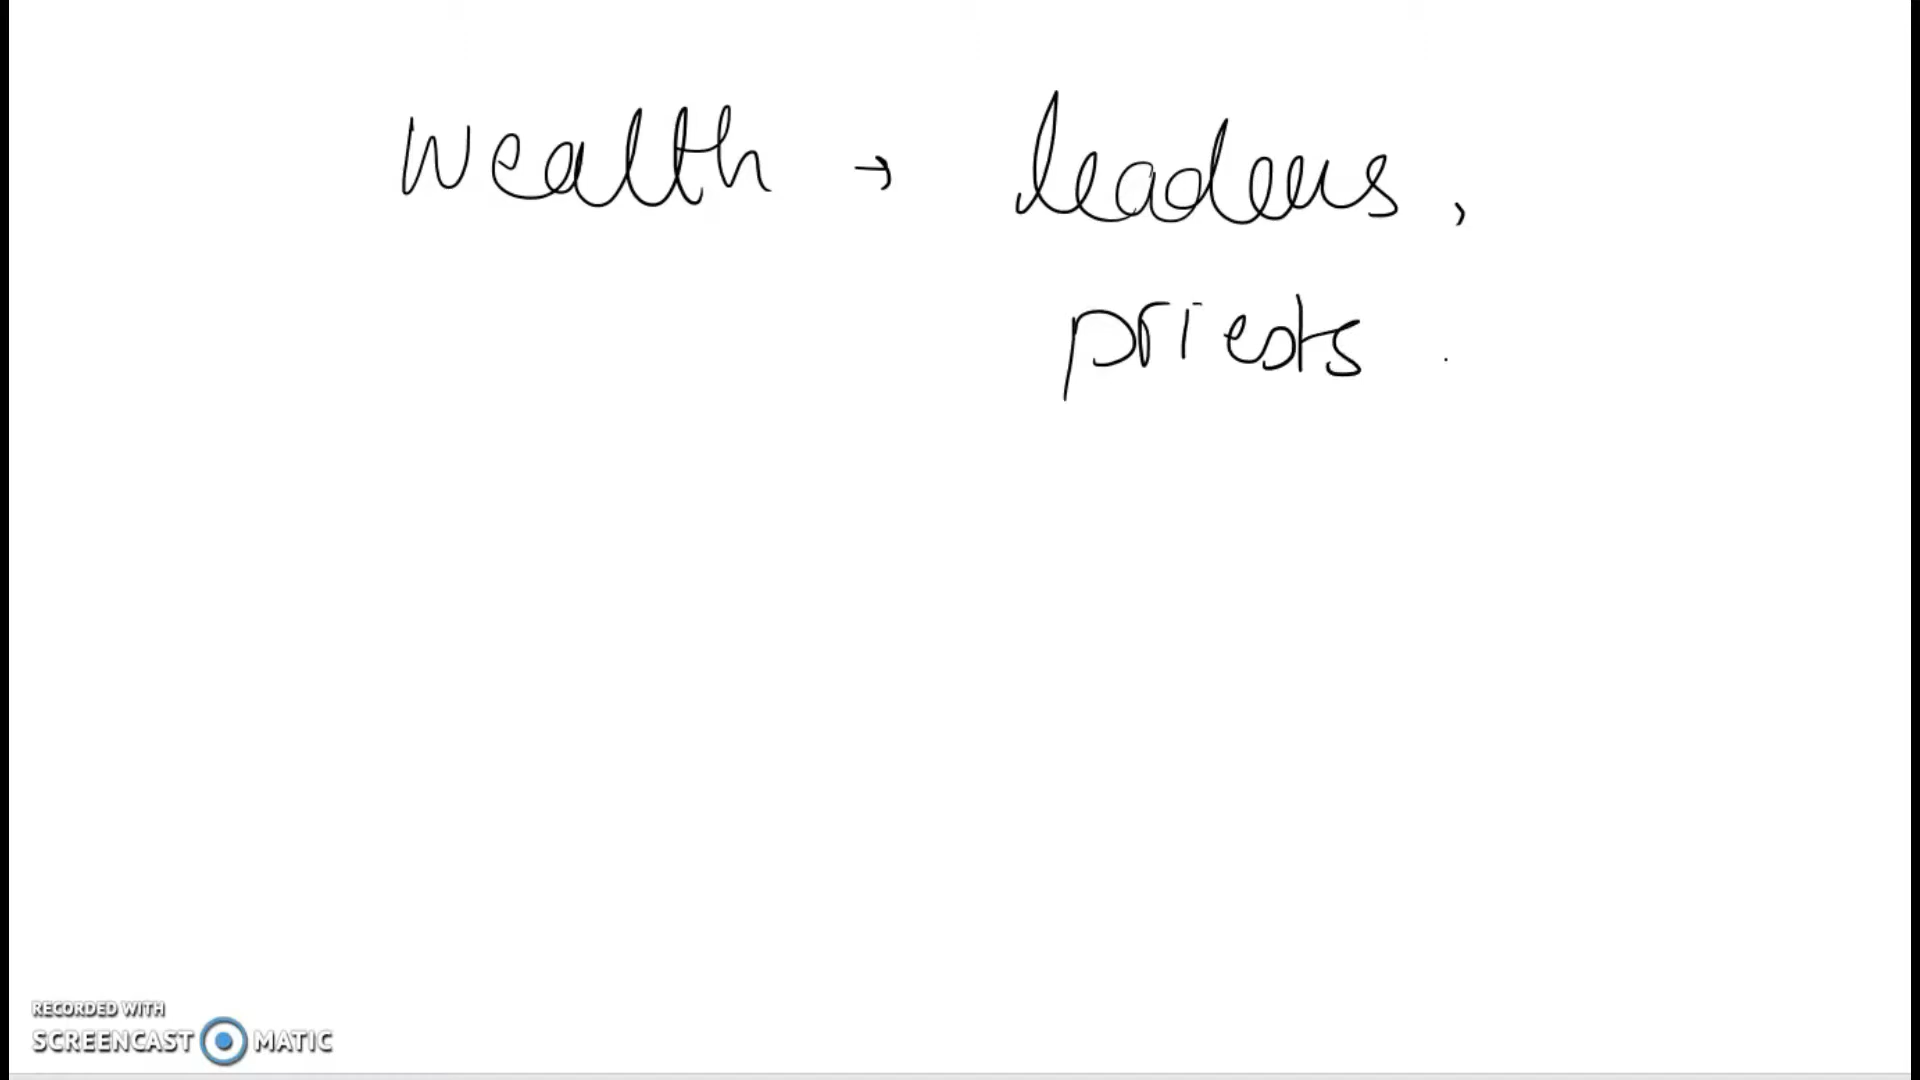 wealth → leaders,
priests .
RECORDED WITH
SCREENCAST MATIC